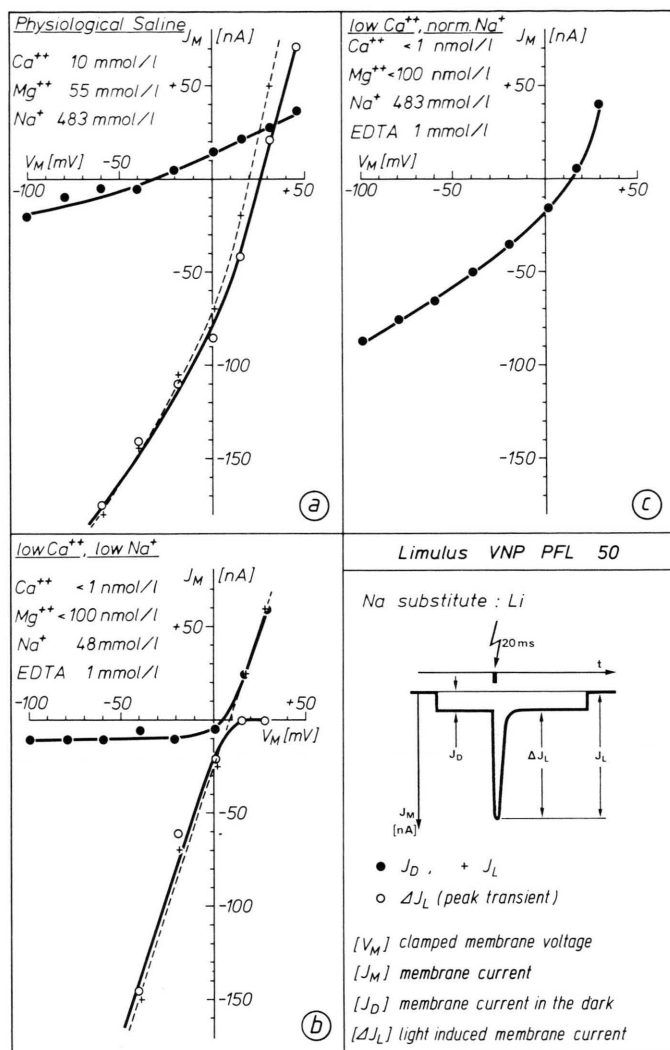 Physiological Saline
Ca++ 10 mmol/l
Mg++ 55 mmol/l
Na+ 483 mmol/l
J_M [nA]
+50
V_M [mV]
-100
-50
+50
-50
-100
-150
a
low Ca++, norm. Na+
Ca++ < 1 nmol/l
Mg++ <100 nmol/l
Na+ 483 mmol/l
EDTA 1 mmol/l
J_M [nA]
+50
V_M [mV]
-100
-50
0
+50
-50
-100
-150
c
low Ca++, low Na+
Ca++ <1 nmol/l
Mg++ <100 nmol/l
Na+ 48 mmol/l
EDTA 1 mmol/l
J_M [nA]
+50
-100
-50
0
+50
V_M [mV]
-50
-100
-150
b
Limulus VNP PFL 50
Na substitute : Li
20 ms
t
J_D
ΔJ_L
J_L
J_M
[nA]
● J_D , + J_L
○ ΔJ_L (peak transient)
[V_M] clamped membrane voltage
[J_M] membrane current
[J_D] membrane current in the dark
[ΔJ_L] light induced membrane current